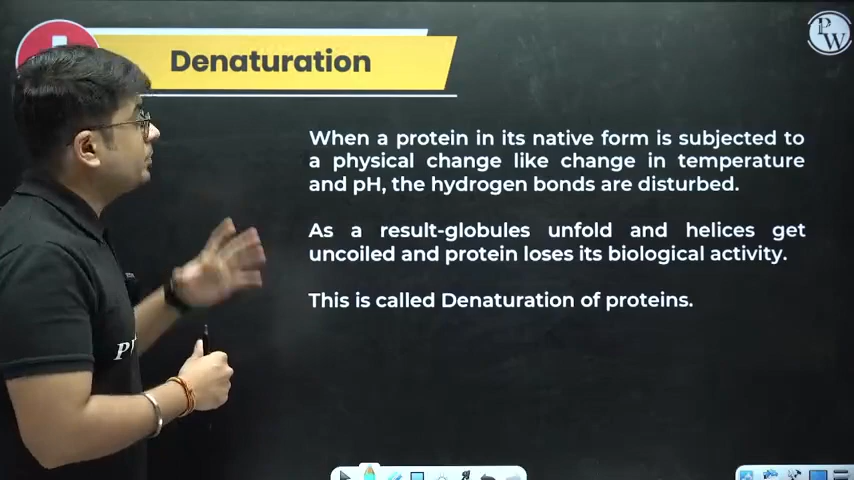 Denaturation
PW
When a protein in its native form is subjected to
a physical change like change in temperature
and pH, the hydrogen bonds are disturbed.
As a result-globules unfold and helices get
uncoiled and protein loses its biological activity.
This is called Denaturation of proteins.
P